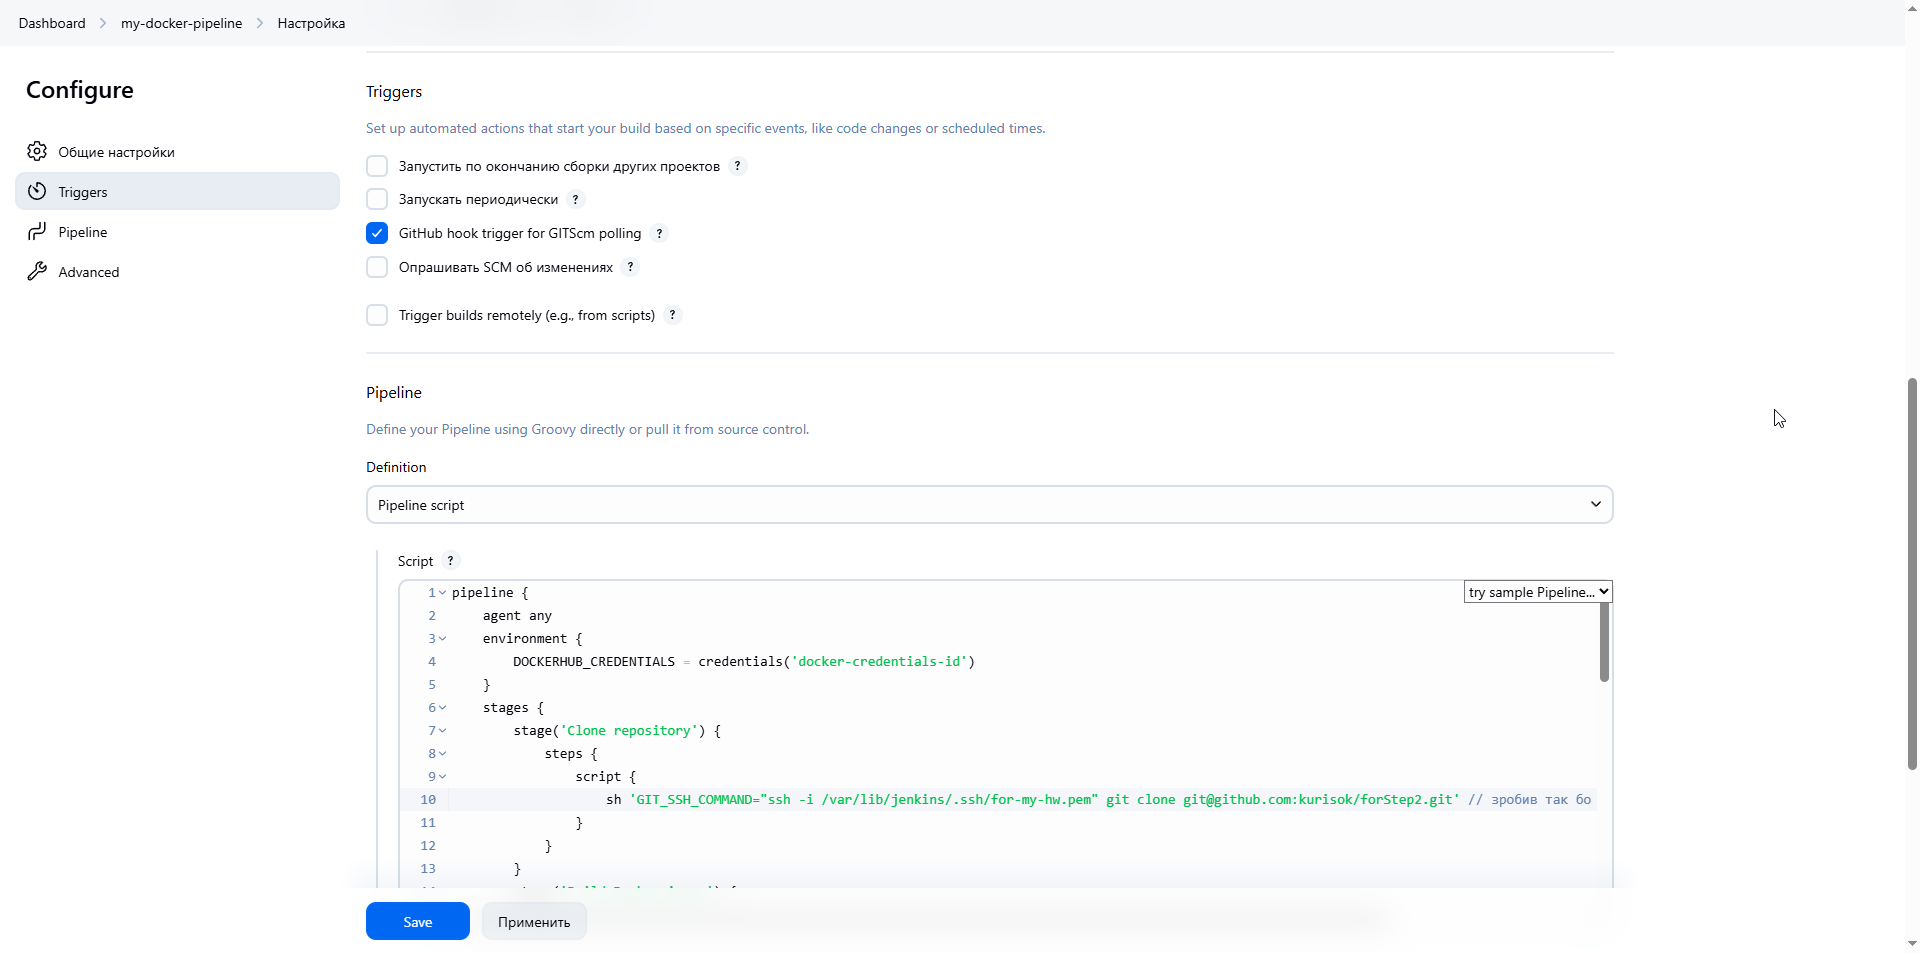 Dashboard > my-docker-pipeline > Настройка
Configure
Общие настройки
Triggers
Pipeline
Advanced
Triggers
Set up automated actions that start your build based on specific events, like code changes or scheduled times.
Запустить по окончанию сборки других проектов ?
Запускать периодически ?
GitHub hook trigger for GITScm polling ?
Опрашивать SCM об изменениях ?
Trigger builds remotely (e.g., from scripts) ?
Pipeline
Define your Pipeline using Groovy directly or pull it from source control.
Definition
Pipeline script
Script ?
try sample Pipeline...
1 pipeline {
2 agent any
3 environment {
4 DOCKERHUB_CREDENTIALS = credentials('docker-credentials-id')
5 }
6 stages {
7 stage('Clone repository') {
8 steps {
9 script {
10 sh 'GIT_SSH_COMMAND="ssh -i /var/lib/jenkins/.ssh/for-my-hw.pem" git clone git@github.com:kurisok/forStep2.git' // зробив так бо
11 }
12 }
13 }
Save
Применить